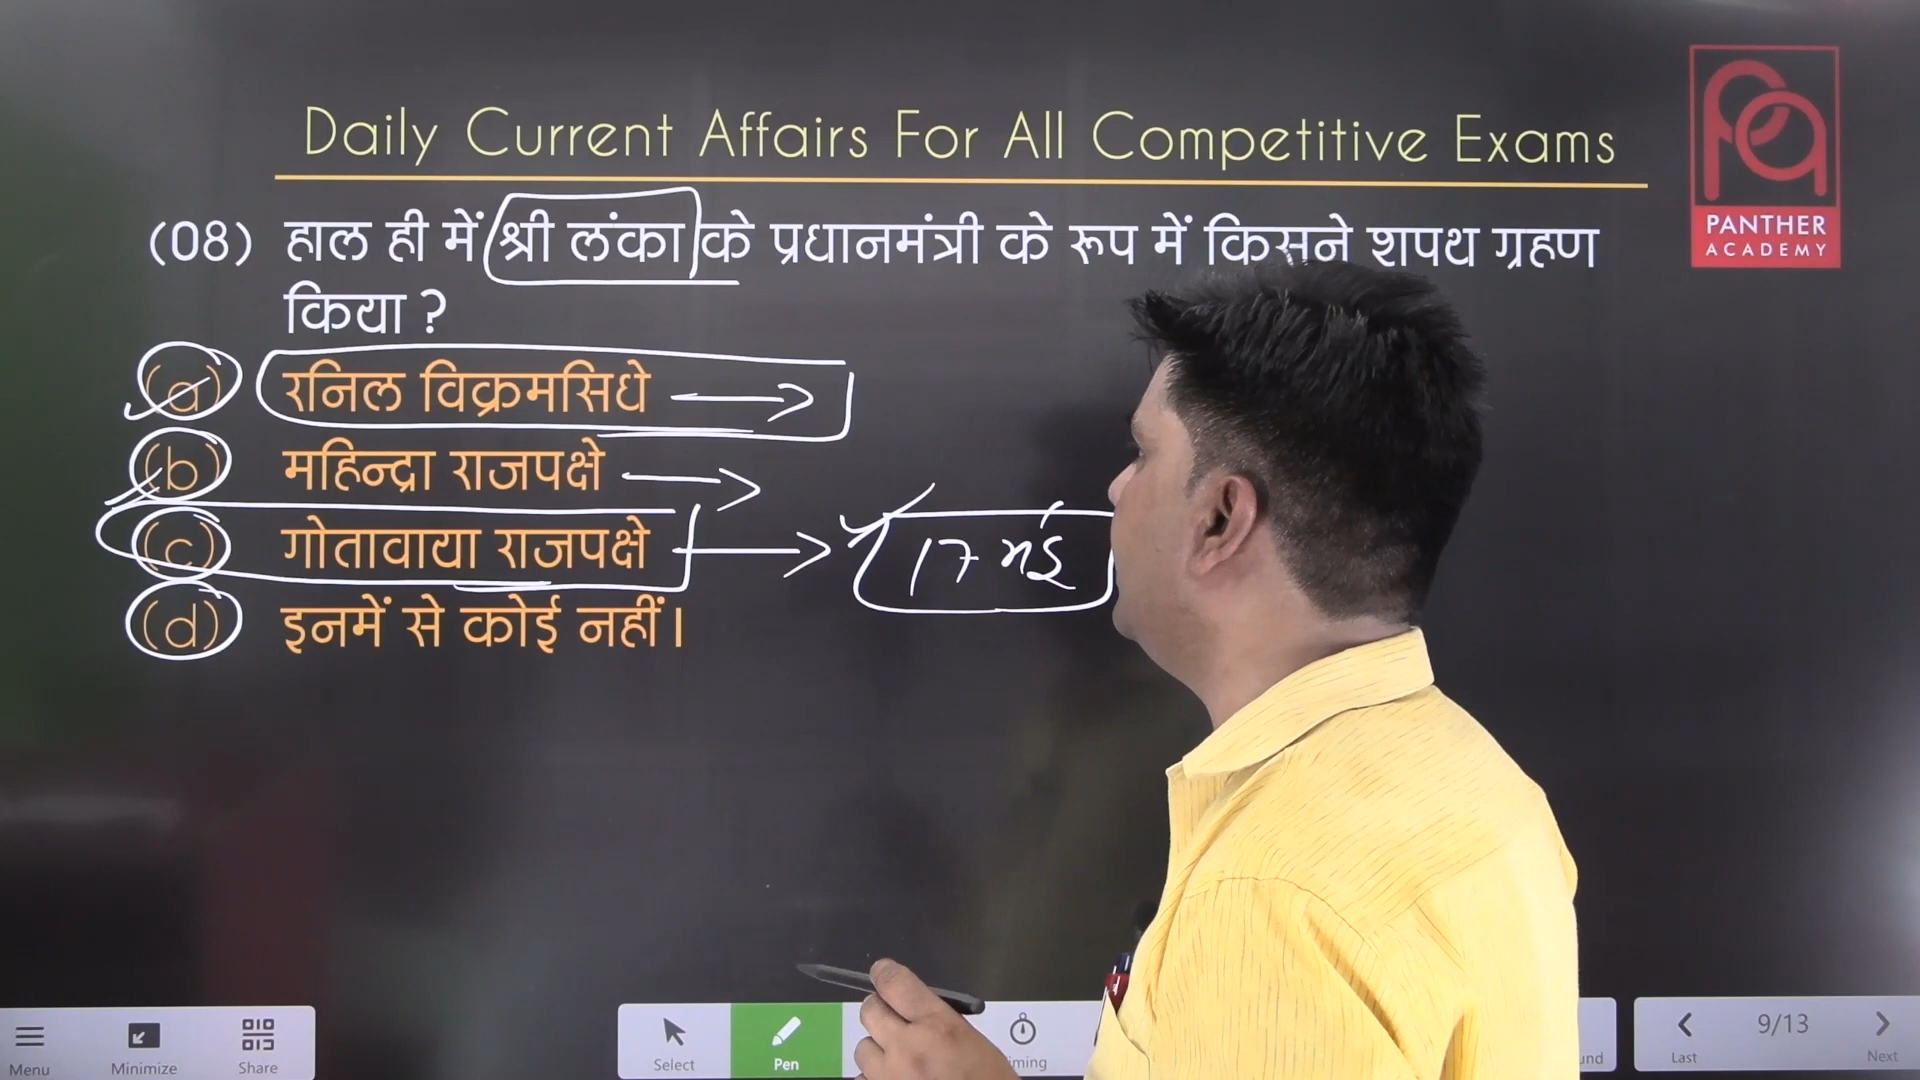 Daily Current Affairs For All Competitive Exams
PANTHER
ACADEMY
(08) हाल ही में श्री लंका के प्रधानमंत्री के रूप में किसने शपथ ग्रहण
किया ?
(a) रनिल विक्रमसिधे
(b) महिन्द्रा राजपक्षे
(c) गोतावाया राजपक्षे
17 मई
(d) इनमें से कोई नहीं।
Menu Minimize Share Select Pen Last 9/13 Next